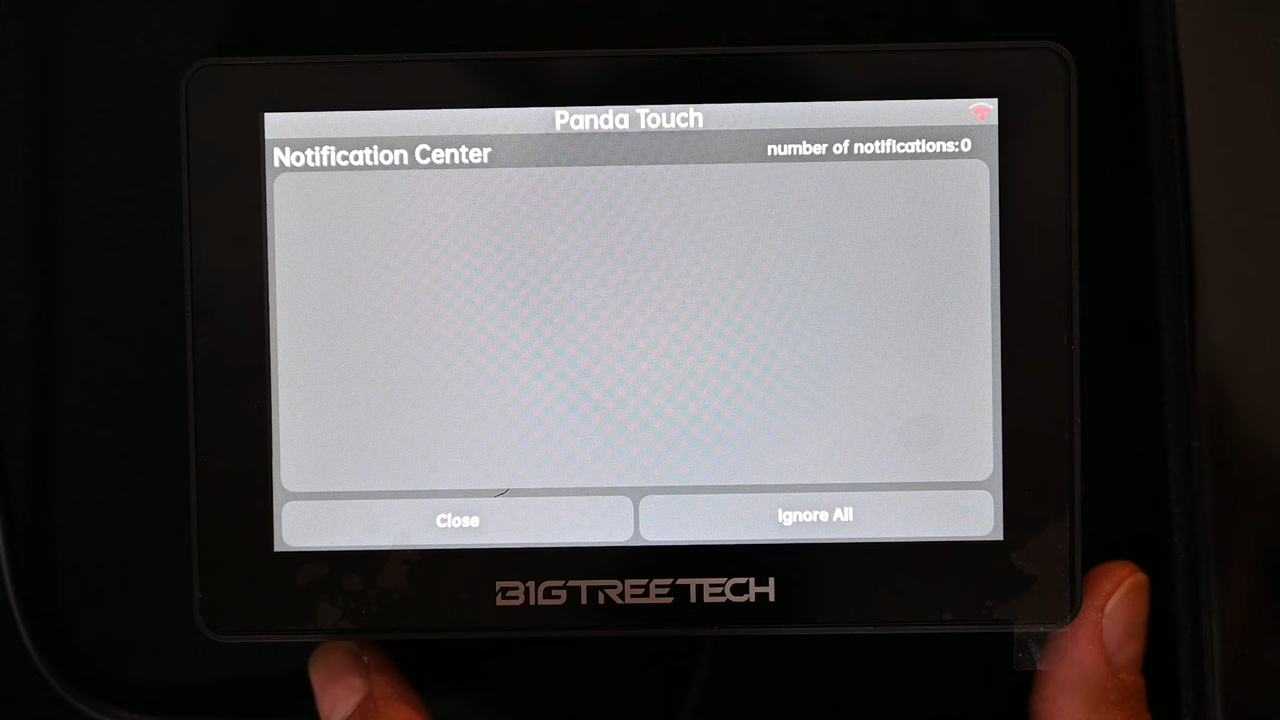 Panda Touch
Notification Center
number of notifications:0
Close
Ignore All
BIGTREETECH